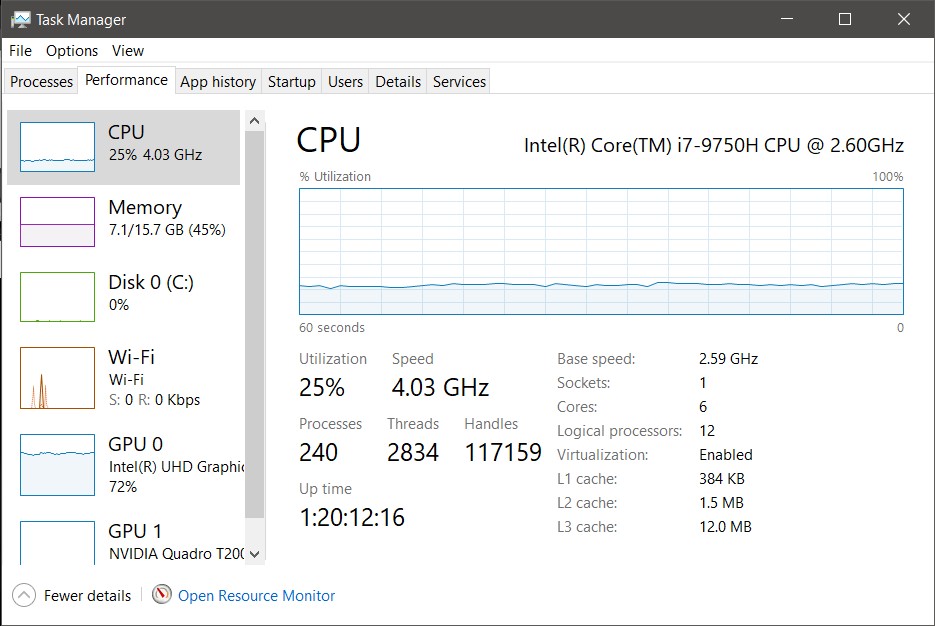 Task Manager
File Options View
Processes Performance App history Startup Users Details Services
CPU
25% 4.03 GHz
Memory
7.1/15.7 GB (45%)
Disk 0 (C:)
0%
Wi-Fi
Wi-Fi
S: 0 R: 0 Kbps
GPU 0
Intel(R) UHD Graphic
72%
GPU 1
NVIDIA Quadro T200
CPU
Intel(R) Core(TM) i7-9750H CPU @ 2.60GHz
% Utilization 100%
60 seconds 0
Utilization Speed
25% 4.03 GHz
Processes Threads Handles
240 2834 117159
Up time
1:20:12:16
Base speed: 2.59 GHz
Sockets: 1
Cores: 6
Logical processors: 12
Virtualization: Enabled
L1 cache: 384 KB
L2 cache: 1.5 MB
L3 cache: 12.0 MB
Fewer details Open Resource Monitor